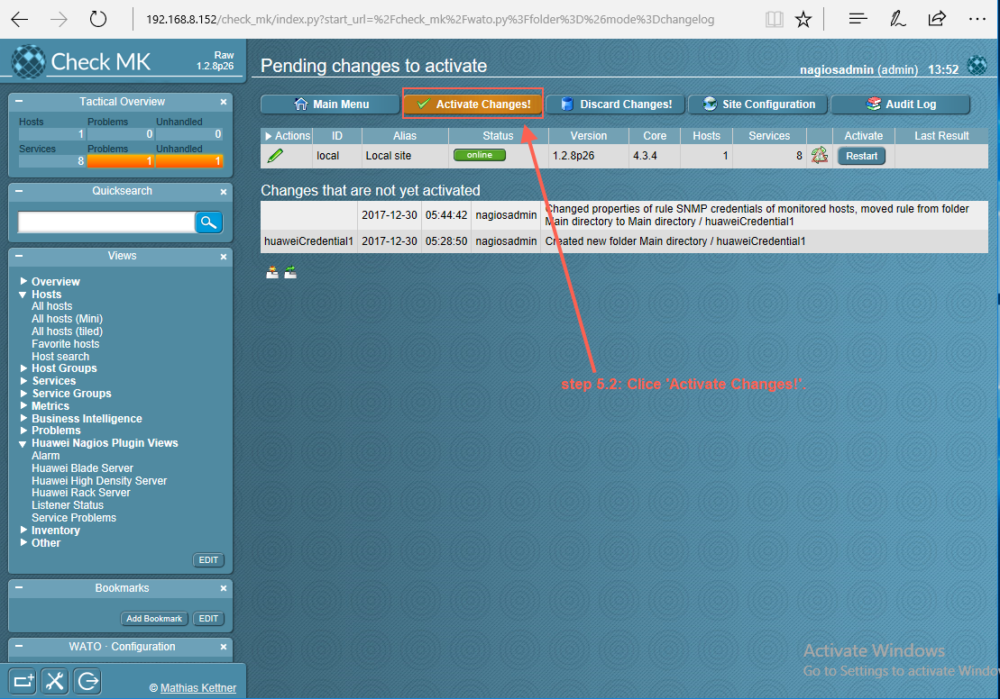 192.168.8.152/check_mk/index.py?start_url=%2Fcheck_mk%2Fwato.py%3Ffolder%3D%26mode%3Dchangelog
Check MK
Raw
1.2.8p26
Pending changes to activate
nagiosadmin (admin) 13:52
Tactical Overview
Hosts Problems Unhandled
1 0 0
Services Problems Unhandled
8 1 1
Quicksearch
Views
Overview
Hosts
All hosts
All hosts (Mini)
All hosts (tiled)
Favorite hosts
Host search
Host Groups
Services
Service Groups
Metrics
Business Intelligence
Problems
Huawei Nagios Plugin Views
Alarm
Huawei Blade Server
Huawei High Density Server
Huawei Rack Server
Listener Status
Service Problems
Inventory
Other
EDIT
Bookmarks
Add Bookmark EDIT
WATO · Configuration
© Mathias Kettner
Main Menu Activate Changes! Discard Changes! Site Configuration Audit Log
Actions ID Alias Status Version Core Hosts Services Activate Last Result
local Local site online 1.2.8p26 4.3.4 1 8 Restart
Changes that are not yet activated
2017-12-30 05:44:42 nagiosadmin Changed properties of rule SNMP credentials of monitored hosts, moved rule from folder
Main directory to Main directory / huaweiCredential1
huaweiCredential1 2017-12-30 05:28:50 nagiosadmin Created new folder Main directory / huaweiCredential1
step 5.2: Clice 'Activate Changes!'.
Activate Windows
Go to Settings to activate Windo